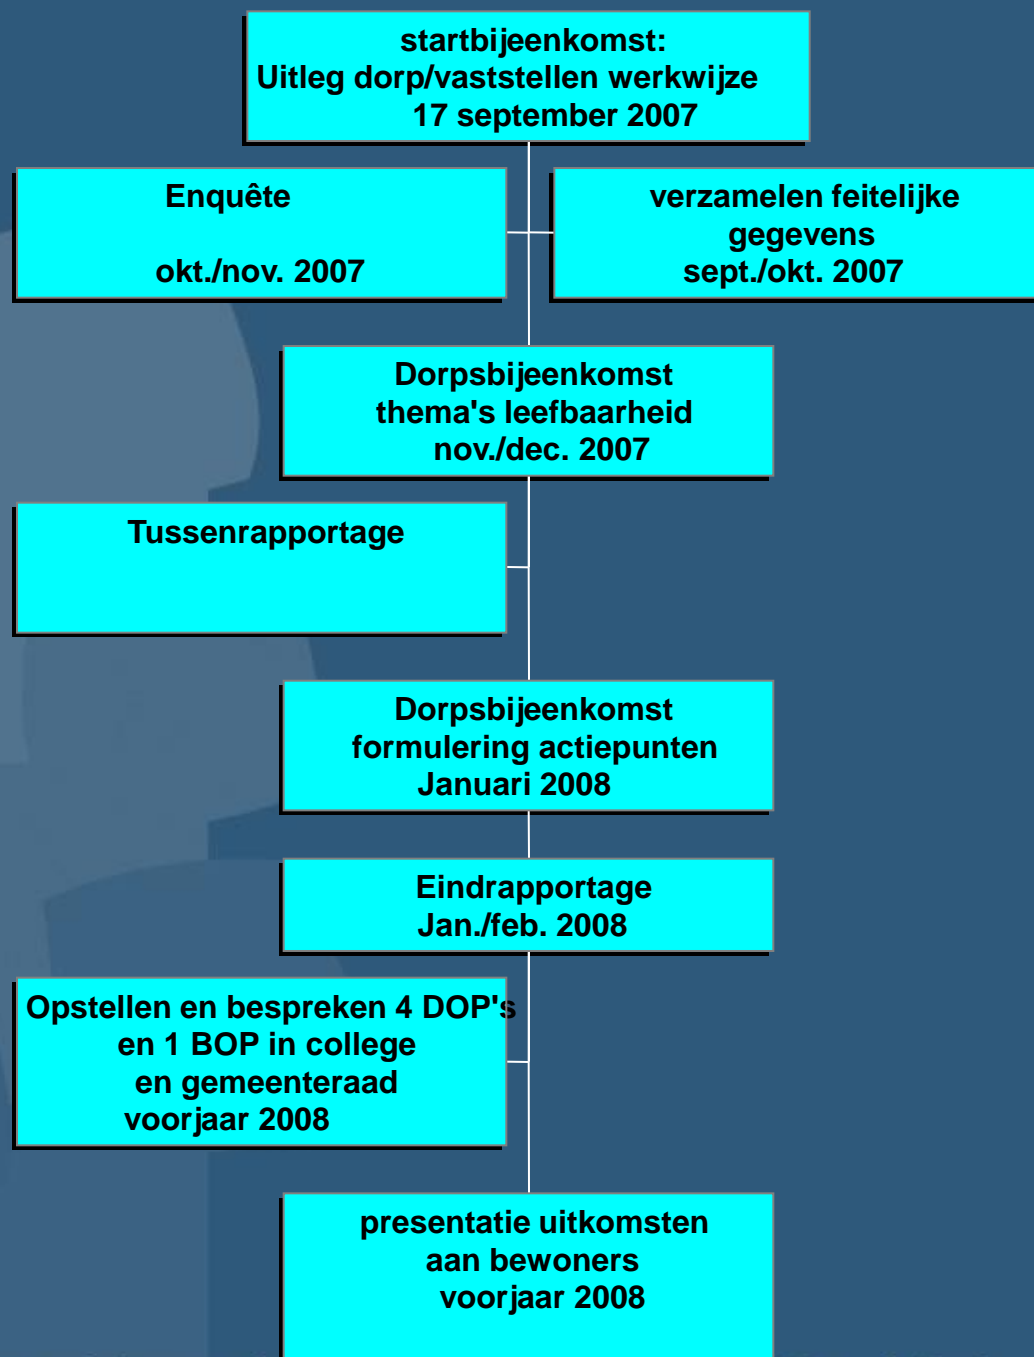 startbijeenkomst:
Uitleg dorp/vaststellen werkwijze
17 september 2007
Enquête
okt./nov. 2007
verzamelen feitelijke
gegevens
sept./okt. 2007
Dorpsbijeenkomst
thema's leefbaarheid
nov./dec. 2007
Tussenrapportage
Dorpsbijeenkomst
formulering actiepunten
Januari 2008
Eindrapportage
Jan./feb. 2008
Opstellen en bespreken 4 DOP's
en 1 BOP in college
en gemeenteraad
voorjaar 2008
presentatie uitkomsten
aan bewoners
voorjaar 2008